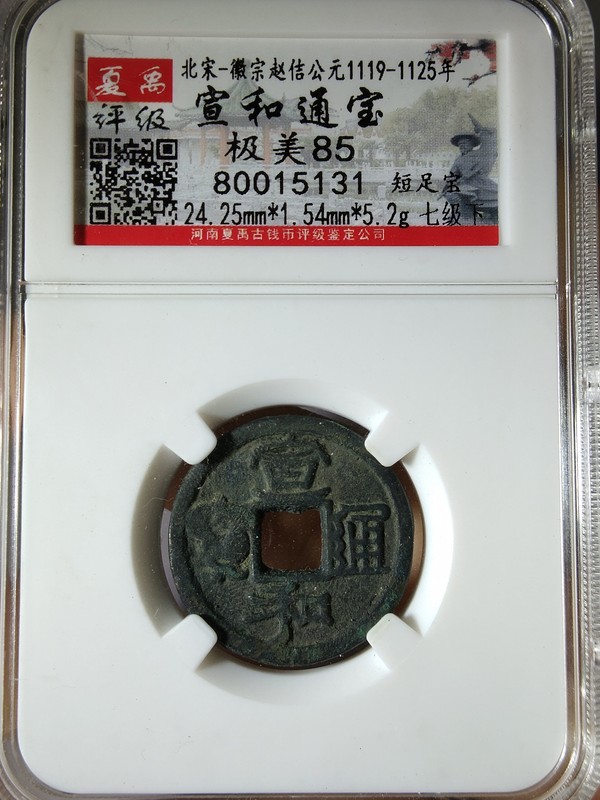 夏禹
评级
北宋-徽宗赵佶公元1119-1125年
宣和通宝
极美85
80015131 短足宝
24.25mm*1.54mm*5.2g 七级下
河南夏禹古钱币评级鉴定公司
宣
通
和